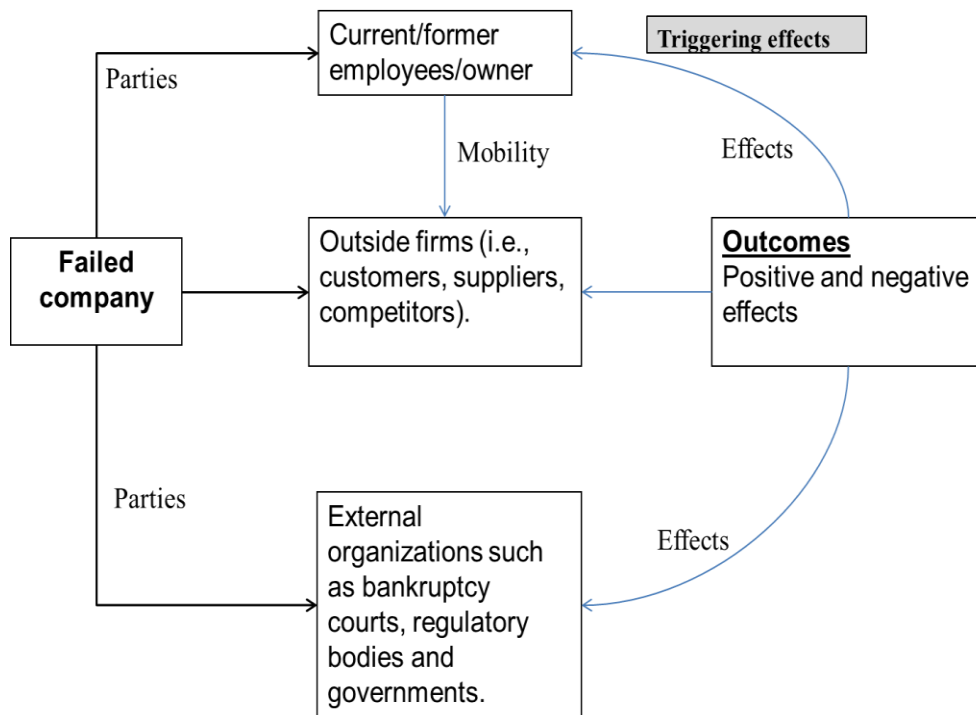 Current/former
employees/owner
Triggering effects
Parties
Mobility
Effects
Failed
company
Outside firms (i.e.,
customers, suppliers,
competitors).
Outcomes
Positive and negative
effects
Parties
External
organizations such
as bankruptcy
courts, regulatory
bodies and
governments.
Effects